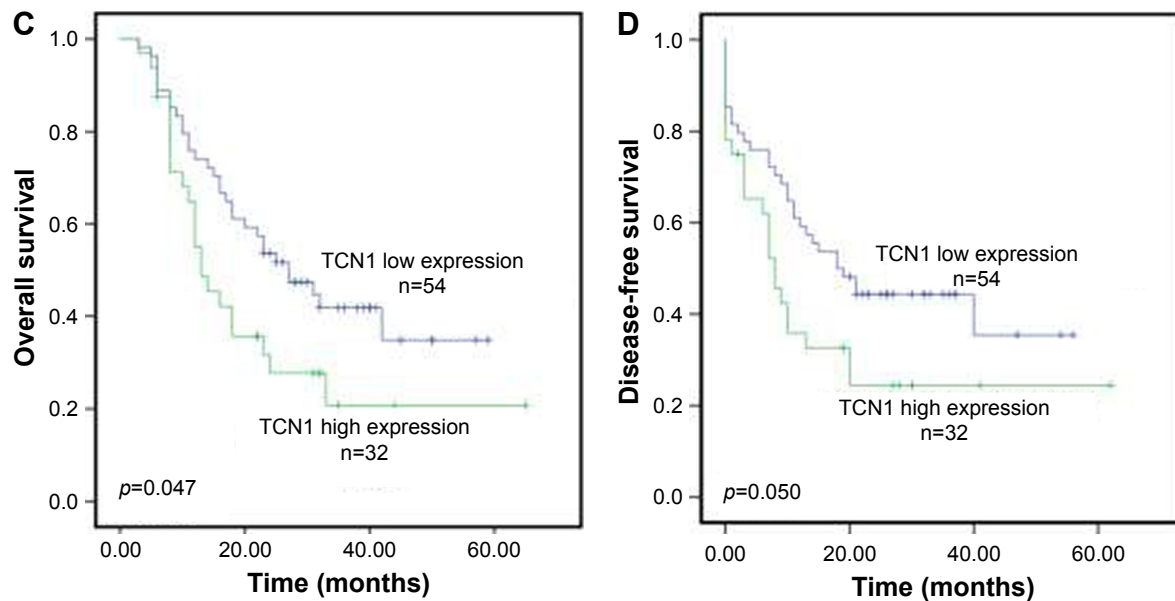 C
Overall survival
1.0
0.8
0.6
0.4
0.2
0.0
TCN1 low expression
n=54
TCN1 high expression
n=32
p=0.047
0.00 20.00 40.00 60.00
Time (months)
D
Disease-free survival
1.0
0.8
0.6
0.4
0.2
0.0
TCN1 low expression
n=54
TCN1 high expression
n=32
p=0.050
0.00 20.00 40.00 60.00
Time (months)